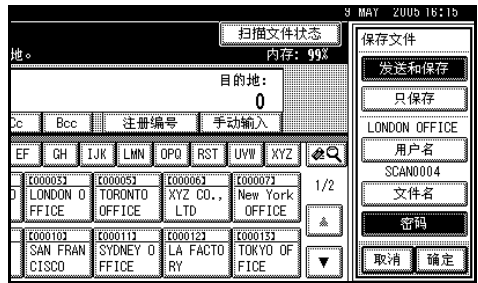 9 MAY 2005 16:15
扫描文件状态
地。
内存: 99%
目的地:
0
Cc Bcc 注册编号 手动输入
EF GH IJK LMN OPQ RST UVW XYZ
[00003] [00005] [00006] [00007]
LONDON O TORONTO XYZ CO., New York
FFICE OFFICE LTD OFFICE
1/2
[00010] [00011] [00012] [00013]
SAN FRAN SYDNEY O LA FACTO TOKYO OF
CISCO FFICE RY FICE
保存文件
发送和保存
只保存
LONDON OFFICE
用户名
SCAN0004
文件名
密码
取消 确定